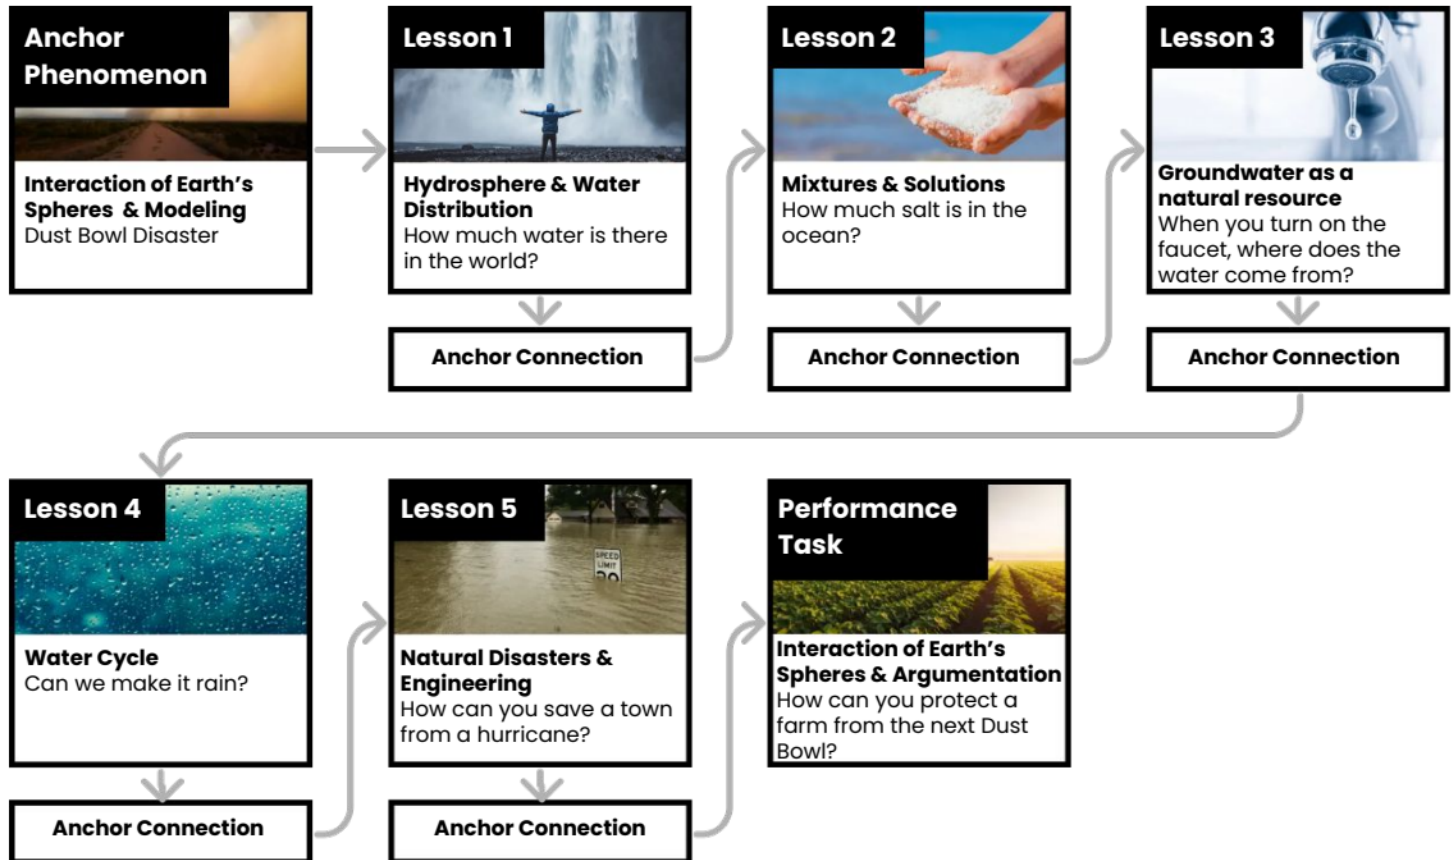 Anchor
Phenomenon
Interaction of Earth's
Spheres & Modeling
Dust Bowl Disaster
Lesson 1
Hydrosphere & Water
Distribution
How much water is there
in the world?
Anchor Connection
Lesson 2
Mixtures & Solutions
How much salt is in the
ocean?
Anchor Connection
Lesson 3
Groundwater as a
natural resource
When you turn on the
faucet, where does the
water come from?
Anchor Connection
Lesson 4
Water Cycle
Can we make it rain?
Anchor Connection
Lesson 5
SPEED
LIMIT
Natural Disasters &
Engineering
How can you save a town
from a hurricane?
Anchor Connection
Performance
Task
Interaction of Earth's
Spheres & Argumentation
How can you protect a
farm from the next Dust
Bowl?